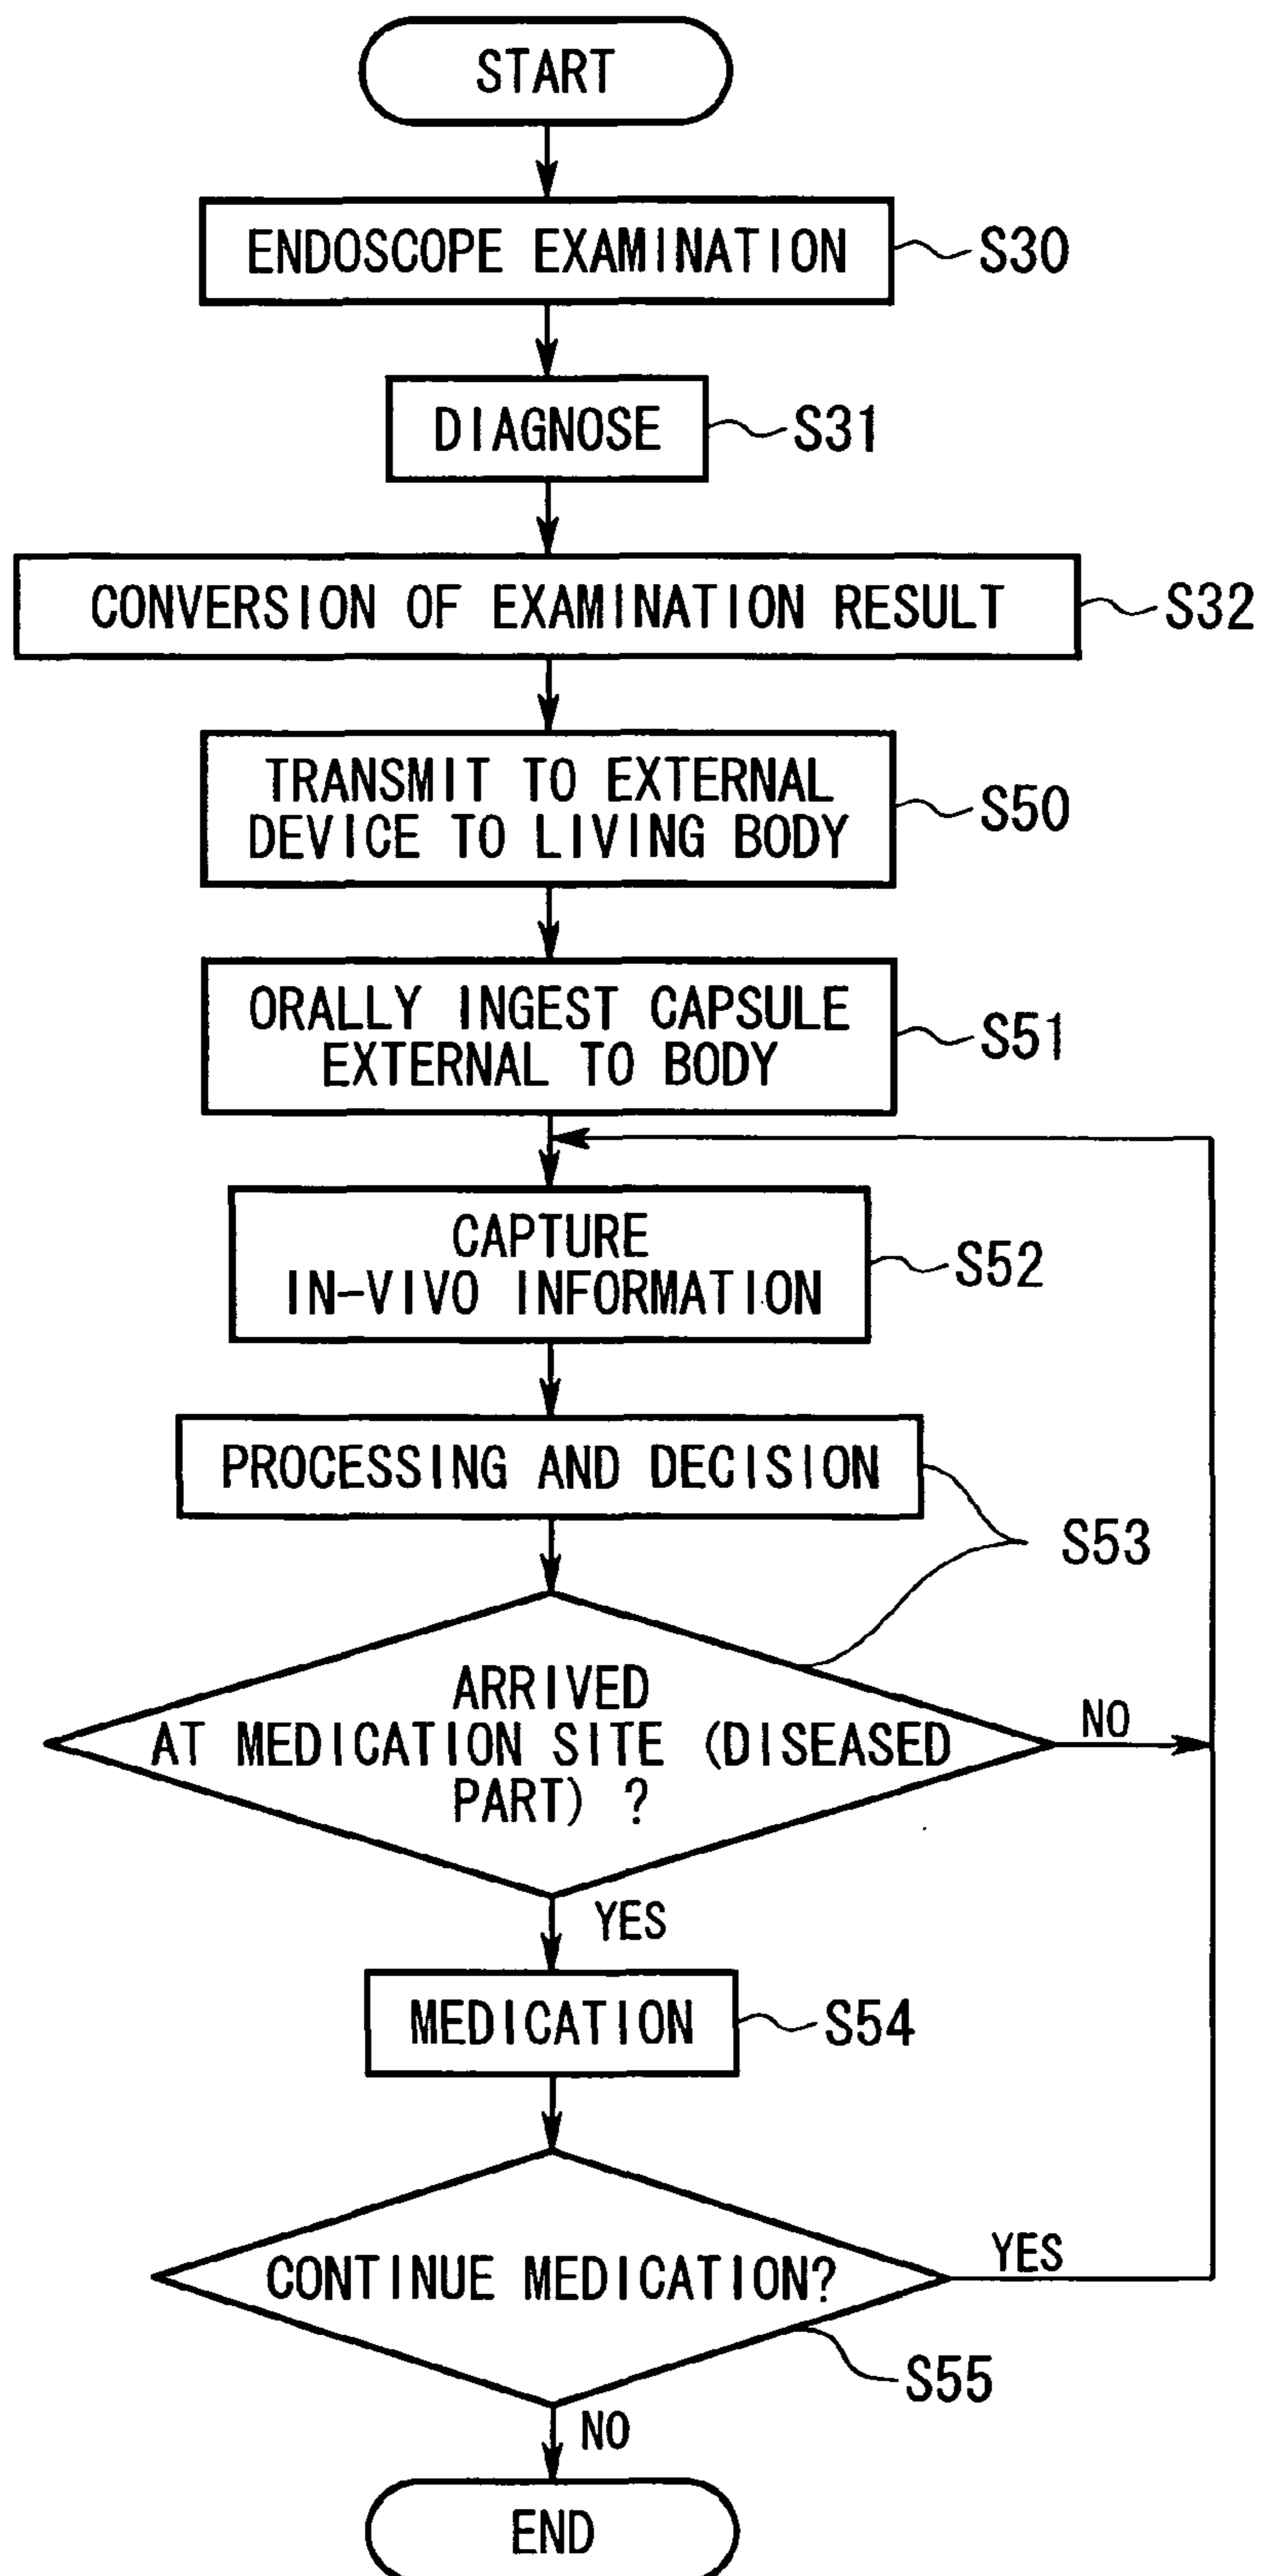 START
ENDOSCOPE EXAMINATION
S30
DIAGNOSE
S31
CONVERSION OF EXAMINATION RESULT
S32
TRANSMIT TO EXTERNAL
DEVICE TO LIVING BODY
S50
ORALLY INGEST CAPSULE
EXTERNAL TO BODY
S51
CAPTURE
IN-VIVO INFORMATION
S52
PROCESSING AND DECISION
S53
ARRIVED
AT MEDICATION SITE (DISEASED
PART) ?
NO
YES
MEDICATION
S54
CONTINUE MEDICATION?
YES
S55
NO
END